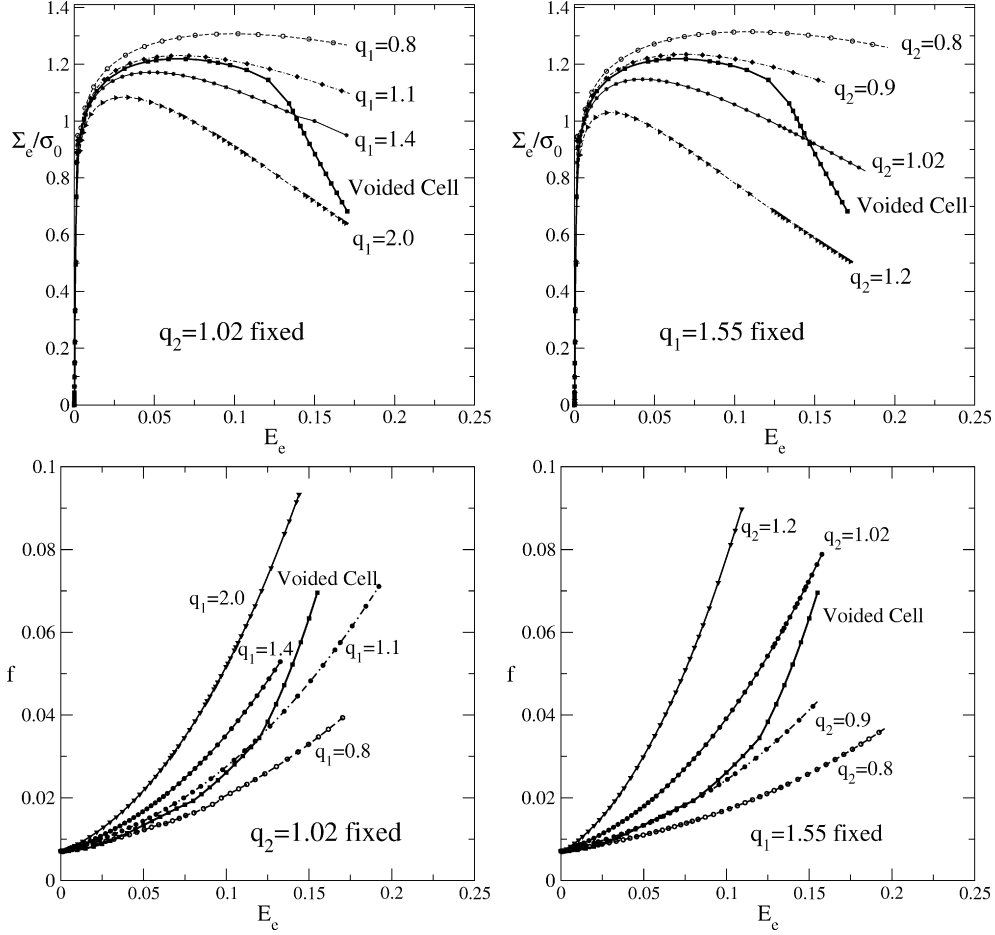 1.4
1.2
1
0.8
0.6
0.4
0.2
0
Σe/σ0
q1=0.8
q1=1.1
q1=1.4
Voided Cell
q1=2.0
q2=1.02 fixed
0 0.05 0.1 0.15 0.2 0.25
Ee
1.4
1.2
1
0.8
0.6
0.4
0.2
0
Σe/σ0
q2=0.8
q2=0.9
q2=1.02
Voided Cell
q2=1.2
q1=1.55 fixed
0 0.05 0.1 0.15 0.2 0.25
Ee
0.1
0.08
0.06
0.04
0.02
0
f
Voided Cell
q1=2.0
q1=1.4
q1=1.1
q1=0.8
q2=1.02 fixed
0 0.05 0.1 0.15 0.2 0.25
Ee
0.1
0.08
0.06
0.04
0.02
0
f
q2=1.2
q2=1.02
Voided Cell
q2=0.9
q2=0.8
q1=1.55 fixed
0 0.05 0.1 0.15 0.2 0.25
Ee